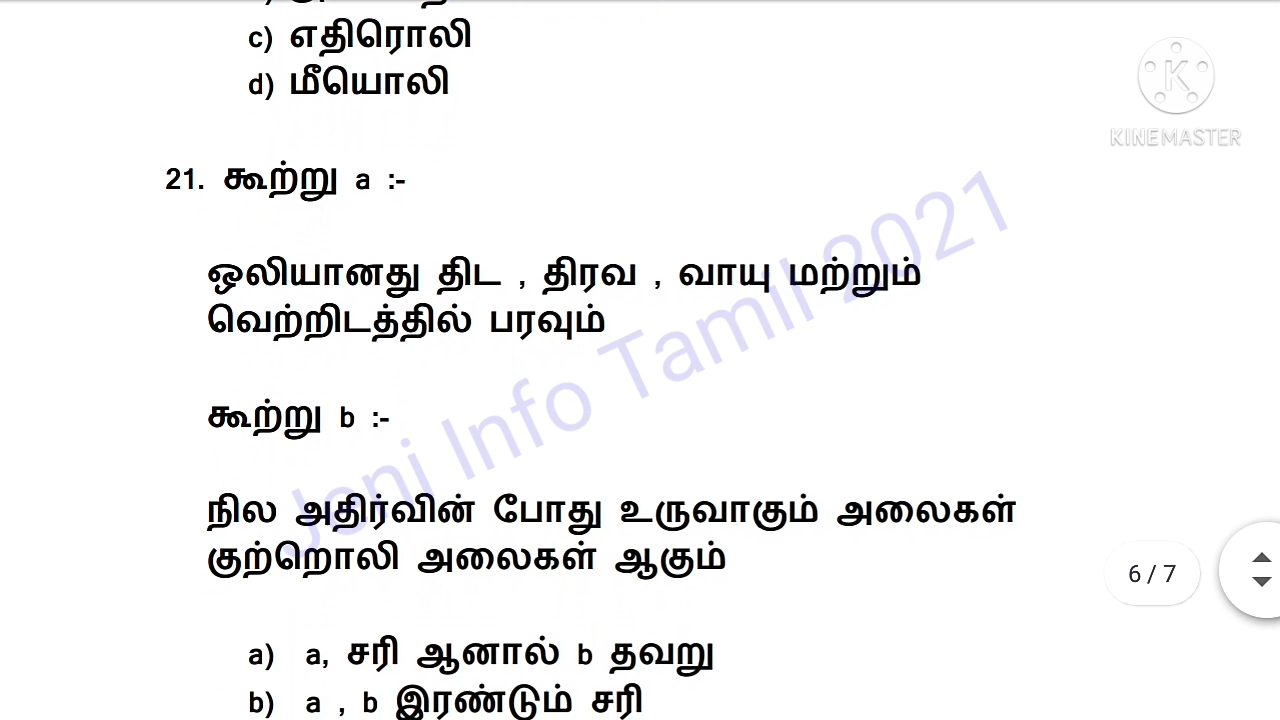 c) எதிரொலி
d) மீயொலி
KINEMASTER
21. கூற்று a :-
ஒலியானது திட , திரவ , வாயு மற்றும்
வெற்றிடத்தில் பரவும்
கூற்று b :-
நில அதிர்வின் போது உருவாகும் அலைகள்
குற்றொலி அலைகள் ஆகும்
6 / 7
a) a, சரி ஆனால் b தவறு
b) a , b இரண்டும் சரி
Joni Info Tamil 2021